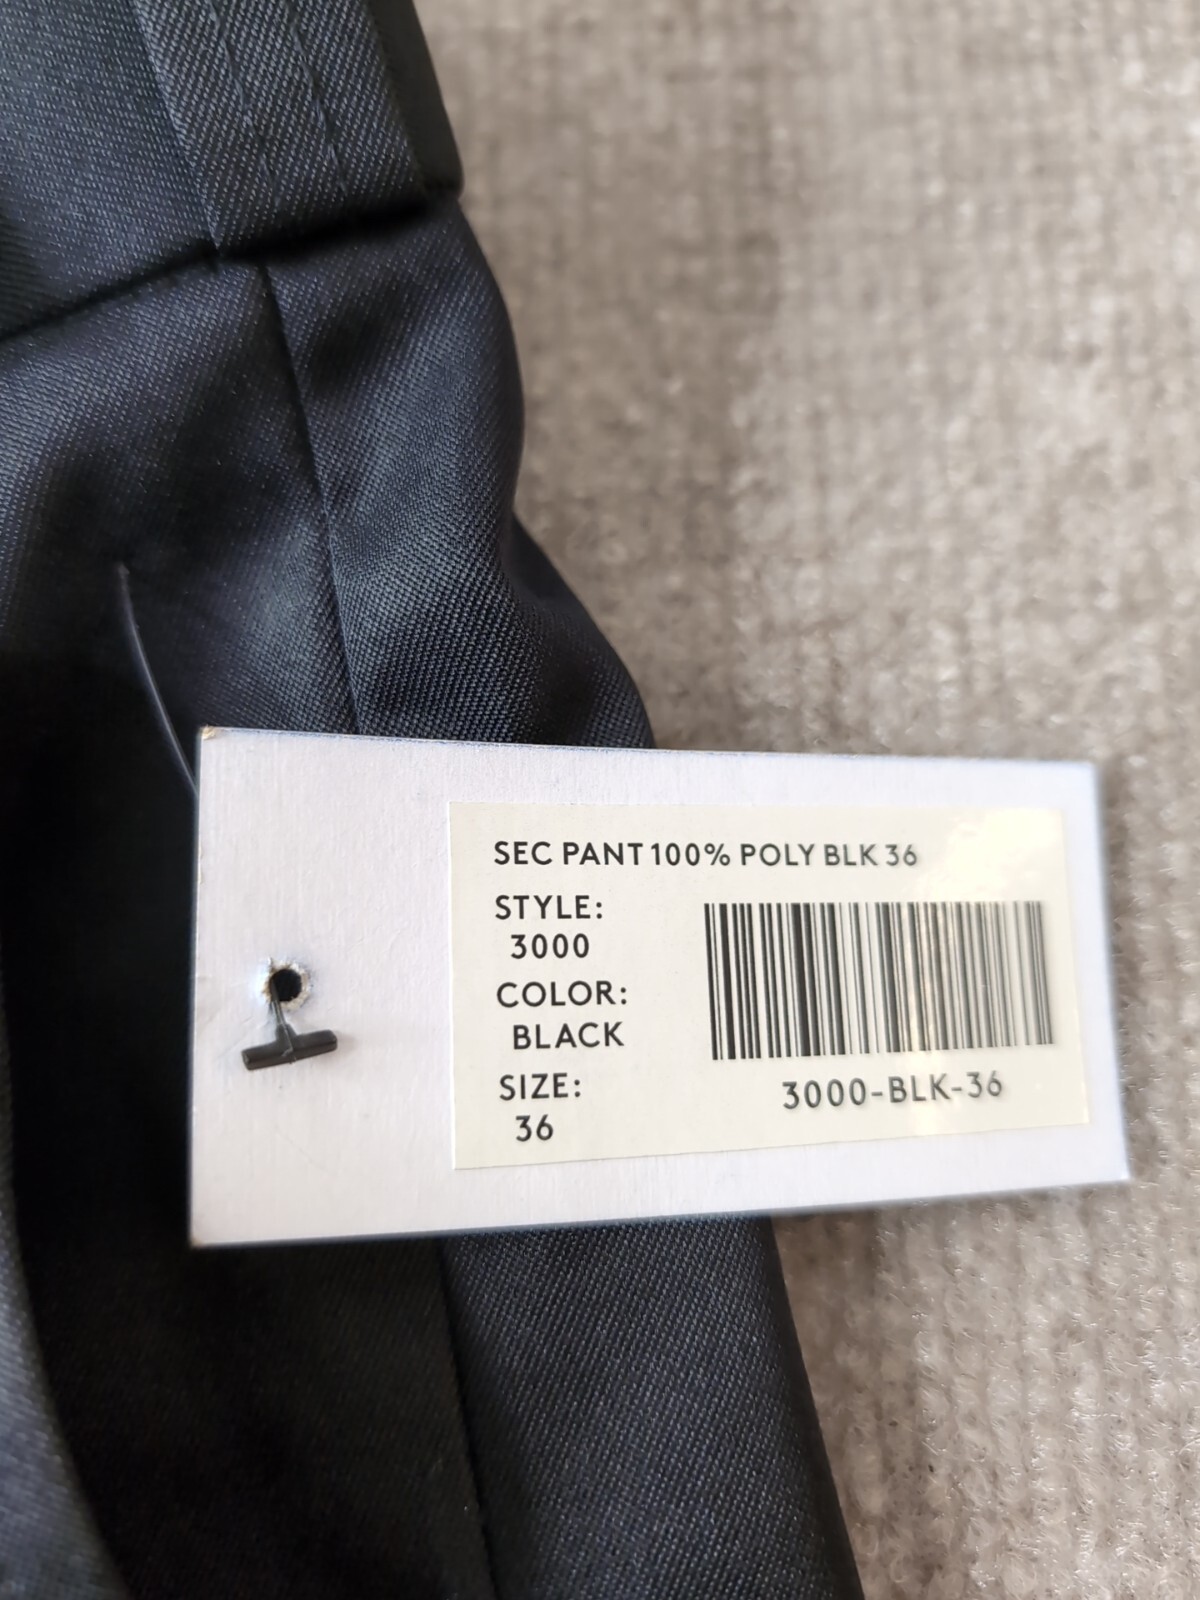 SEC PANT 100% POLY BLK 36
STYLE:
3000
COLOR:
BLACK
SIZE:
36
3000-BLK-36